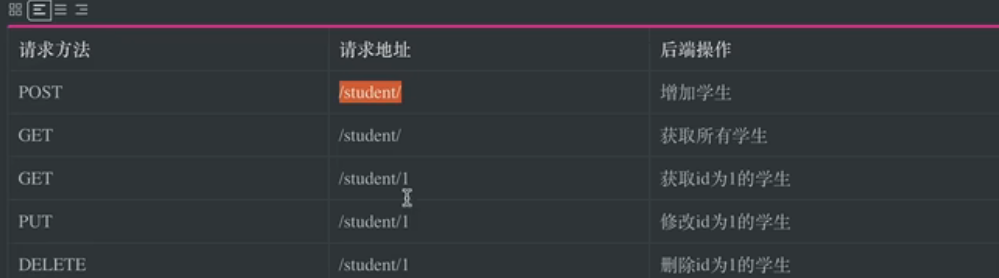 请求方法 请求地址 后端操作
POST /student/ 增加学生
GET /student/ 获取所有学生
GET /student/1 获取id为1的学生
PUT /student/1 修改id为1的学生
DELETE /student/1 删除id为1的学生